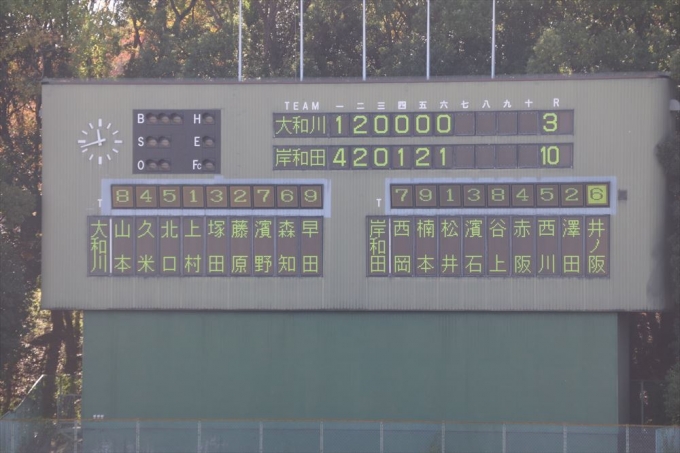 TEAM 一 二 三 四 五 六 七 八 九 十 R
大和川 1 2 0 0 0 0 3
岸和田 4 2 0 1 2 1 10
B H
S E
O Fc
T 8 4 5 1 3 2 7 6 9
大和川 山本 久米 北口 上村 塚田 藤原 濱野 森知 早田
T 7 9 1 3 8 4 5 2 6
岸和田 西岡 楠本 松井 濱石 谷上 赤阪 西川 澤田 井ノ阪